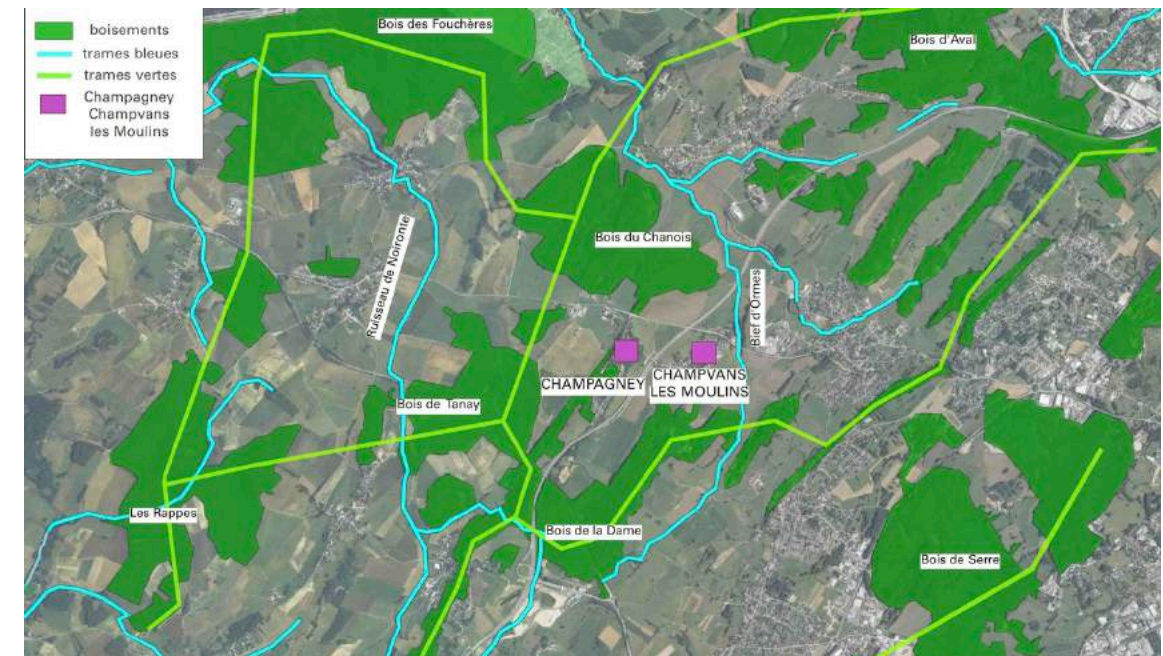 boisements
trames bleues
trames vertes
Champagney
Champvans
les Moulins
Bois des Fouchères
Bois d'Aval
Bois du Chanois
Ruisseau de Noironte
Bief d'Ormes
CHAMPAGNEY
CHAMPVANS
LES MOULINS
Bois de Tanay
Les Rappes
Bois de la Dame
Bois de Serre